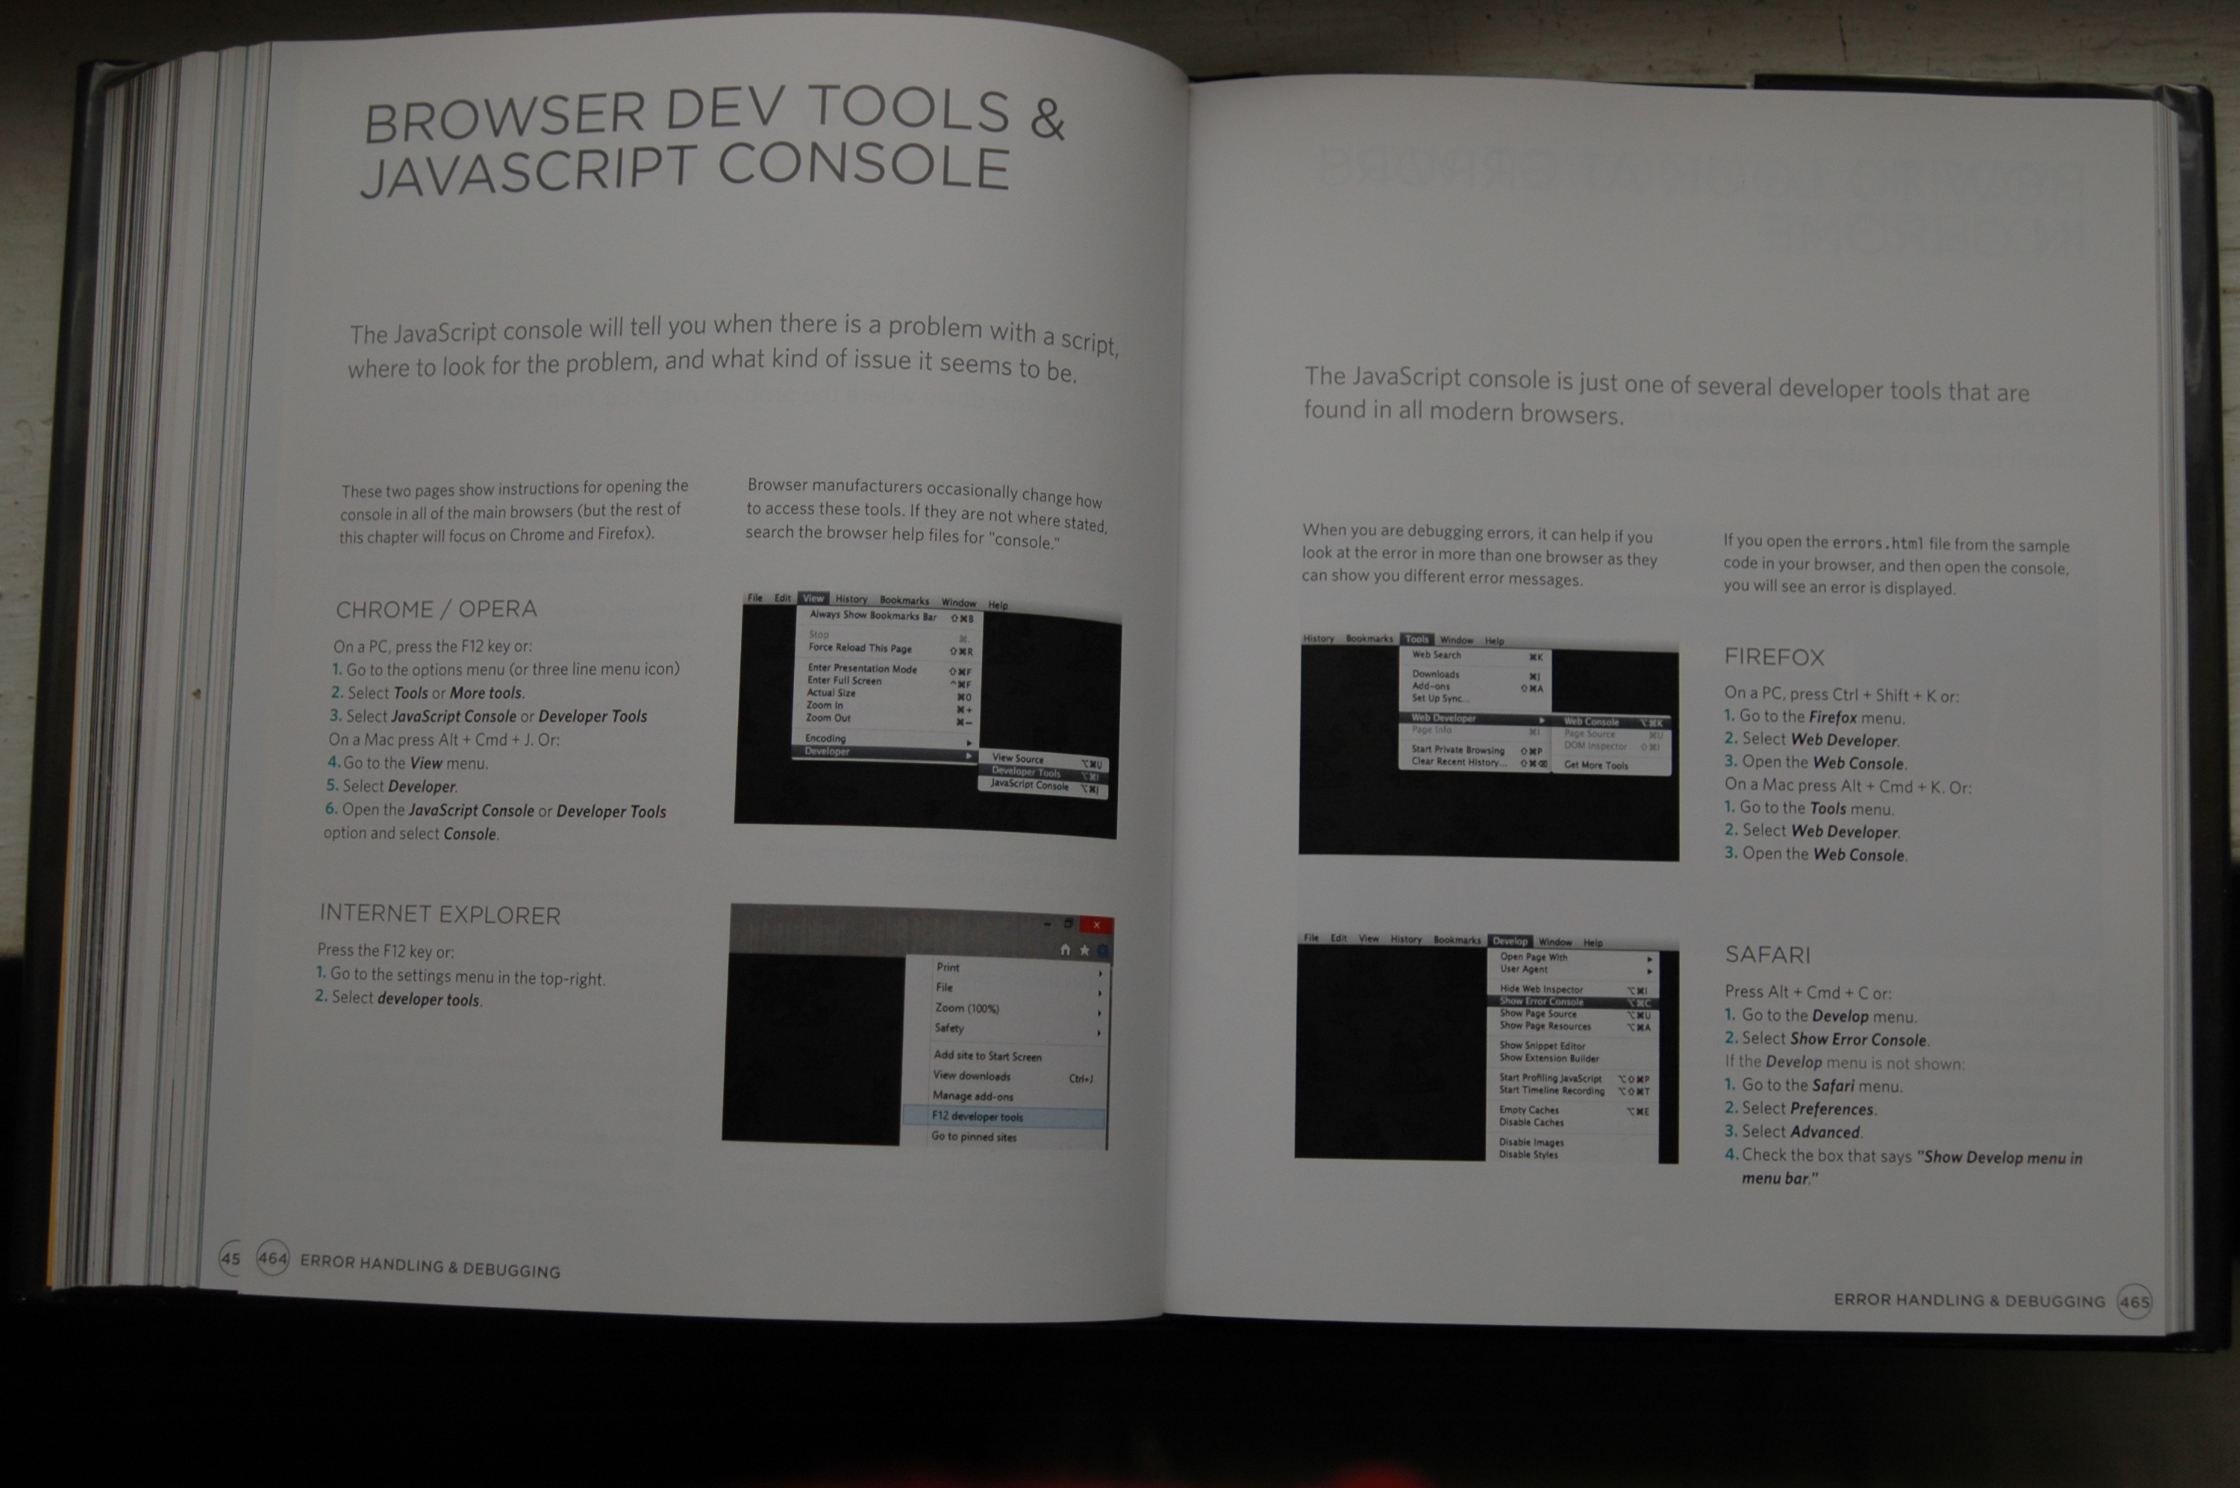 BROWSER DEV TOOLS &
JAVASCRIPT CONSOLE
The JavaScript console will tell you when there is a problem with a script,
where to look for the problem, and what kind of issue it seems to be.
These two pages show instructions for opening the
console in all of the main browsers (but the rest of
this chapter will focus on Chrome and Firefox).
Browser manufacturers occasionally change how
to access these tools. If they are not where stated,
search the browser help files for "console."
CHROME / OPERA
On a PC, press the F12 key or:
1. Go to the options menu (or three line menu icon)
2. Select Tools or More tools.
3. Select JavaScript Console or Developer Tools
On a Mac press Alt + Cmd + J. Or:
4. Go to the View menu.
5. Select Developer.
6. Open the JavaScript Console or Developer Tools
option and select Console.
File Edit View History Bookmarks Window Help
Always Show Bookmarks Bar ⇧⌘B
Stop ⌘.
Force Reload This Page ⇧⌘R
Enter Presentation Mode ⇧⌘F
Enter Full Screen ^⌘F
Actual Size ⌘0
Zoom In ⌘+
Zoom Out ⌘−
Encoding
Developer
View Source ⌥⌘U
Developer Tools ⌥⌘I
JavaScript Console ⌥⌘J
INTERNET EXPLORER
Press the F12 key or:
1. Go to the settings menu in the top-right.
2. Select developer tools.
Print
File
Zoom (100%)
Safety
Add site to Start Screen
View downloads Ctrl+J
Manage add-ons
F12 developer tools
Go to pinned sites
45 464 ERROR HANDLING & DEBUGGING
The JavaScript console is just one of several developer tools that are
found in all modern browsers.
When you are debugging errors, it can help if you
look at the error in more than one browser as they
can show you different error messages.
If you open the errors.html file from the sample
code in your browser, and then open the console,
you will see an error is displayed.
History Bookmarks Tools Window Help
Web Search ⌘K
Downloads ⌘J
Add-ons ⇧⌘A
Set Up Sync...
Web Developer
Page Info ⌘I
Start Private Browsing ⇧⌘P
Clear Recent History... ⇧⌘⌫
Web Console ⌥⌘K
Page Source ⌘U
DOM Inspector ⇧⌘I
Get More Tools
FIREFOX
On a PC, press Ctrl + Shift + K or:
1. Go to the Firefox menu.
2. Select Web Developer.
3. Open the Web Console.
On a Mac press Alt + Cmd + K. Or:
1. Go to the Tools menu.
2. Select Web Developer.
3. Open the Web Console.
File Edit View History Bookmarks Develop Window Help
Open Page With
User Agent
Hide Web Inspector ⌥⌘I
Show Error Console ⌥⌘C
Show Page Source ⌥⌘U
Show Page Resources ⌥⌘A
Show Snippet Editor
Show Extension Builder
Start Profiling JavaScript ⌥⇧⌘P
Start Timeline Recording ⌥⇧⌘T
Empty Caches ⌥⌘E
Disable Caches
Disable Images
Disable Styles
SAFARI
Press Alt + Cmd + C or:
1. Go to the Develop menu.
2. Select Show Error Console.
If the Develop menu is not shown:
1. Go to the Safari menu.
2. Select Preferences.
3. Select Advanced.
4. Check the box that says "Show Develop menu in
menu bar."
ERROR HANDLING & DEBUGGING 465